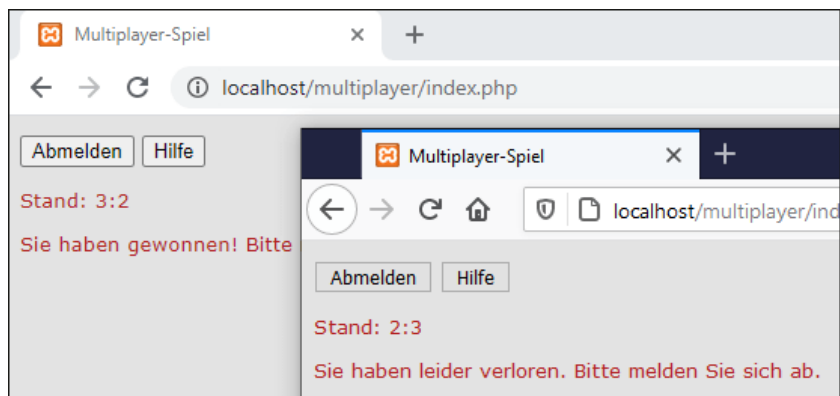 Multiplayer-Spiel
localhost/multiplayer/index.php
Abmelden Hilfe
Stand: 3:2
Sie haben gewonnen! Bitte
Multiplayer-Spiel
localhost/multiplayer/ind
Abmelden Hilfe
Stand: 2:3
Sie haben leider verloren. Bitte melden Sie sich ab.